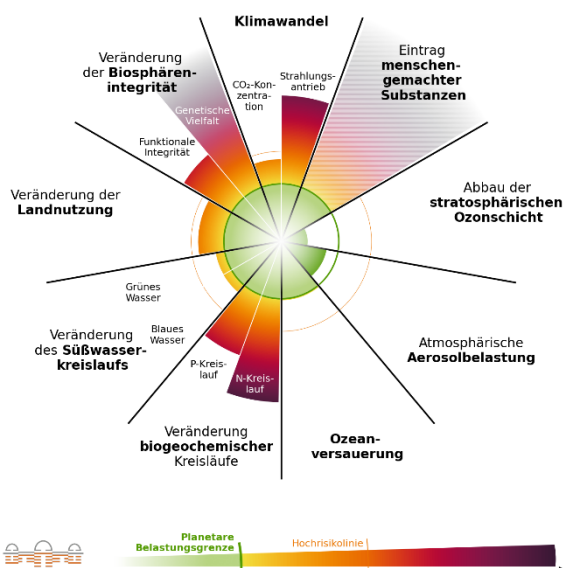 Klimawandel
Veränderung
der Biosphären-
integrität
CO₂-Kon-
zentra-
tion
Strahlungs-
antrieb
Eintrag
menschen-
gemachter
Substanzen
Genetische
Vielfalt
Funktionale
Integrität
Veränderung der
Landnutzung
Abbau der
stratosphärischen
Ozonschicht
Grünes
Wasser
Blaues
Wasser
Veränderung
des Süßwasser-
kreislaufs
Atmosphärische
Aerosolbelastung
P-Kreis-
lauf
N-Kreis-
lauf
Veränderung
biogeochemischer
Kreisläufe
Ozean-
versauerung
Planetare
Belastungsgrenze
Hochrisikolinie